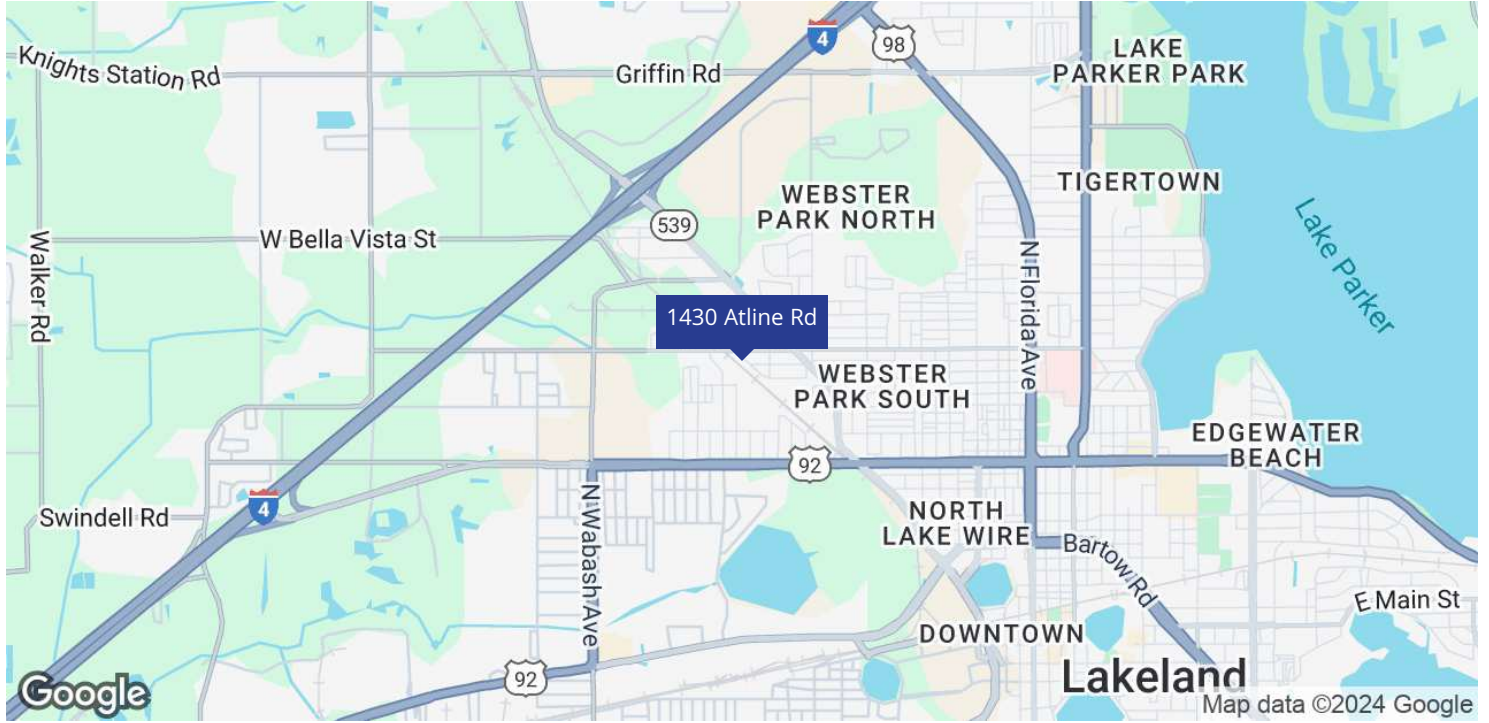 4
98
Knights Station Rd
Griffin Rd
LAKE
PARKER PARK
WEBSTER
PARK NORTH
TIGERTOWN
539
W Bella Vista St
Walker Rd
N Florida Ave
Lake Parker
1430 Atline Rd
WEBSTER
PARK SOUTH
EDGEWATER
BEACH
92
4
Swindell Rd
N Wabash Ave
NORTH
LAKE WIRE
Bartow Rd
E Main St
DOWNTOWN
92
Lakeland
Google
Map data ©2024 Google